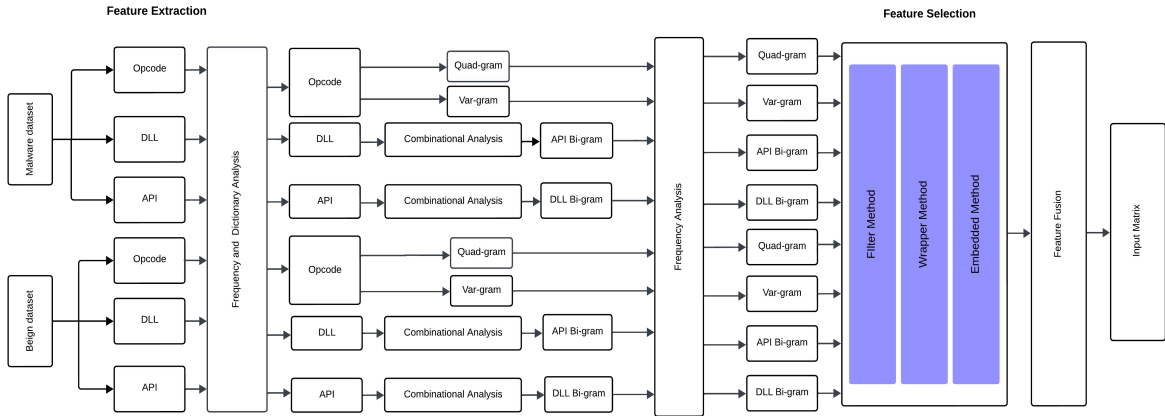 Feature Extraction
Feature Selection
Malware dataset
Beign dataset
Opcode
DLL
API
Opcode
DLL
API
Frequency and Dictionary Analysis
Opcode
Quad-gram
Var-gram
DLL
Combinational Analysis
API Bi-gram
API
Combinational Analysis
DLL Bi-gram
Opcode
Quad-gram
Var-gram
DLL
Combinational Analysis
API Bi-gram
API
Combinational Analysis
DLL Bi-gram
Frequency Analysis
Quad-gram
Var-gram
API Bi-gram
DLL Bi-gram
Quad-gram
Var-gram
API Bi-gram
DLL Bi-gram
FIlter Method
Wrapper Method
Embedded Method
Feature Fusion
Input Matrix